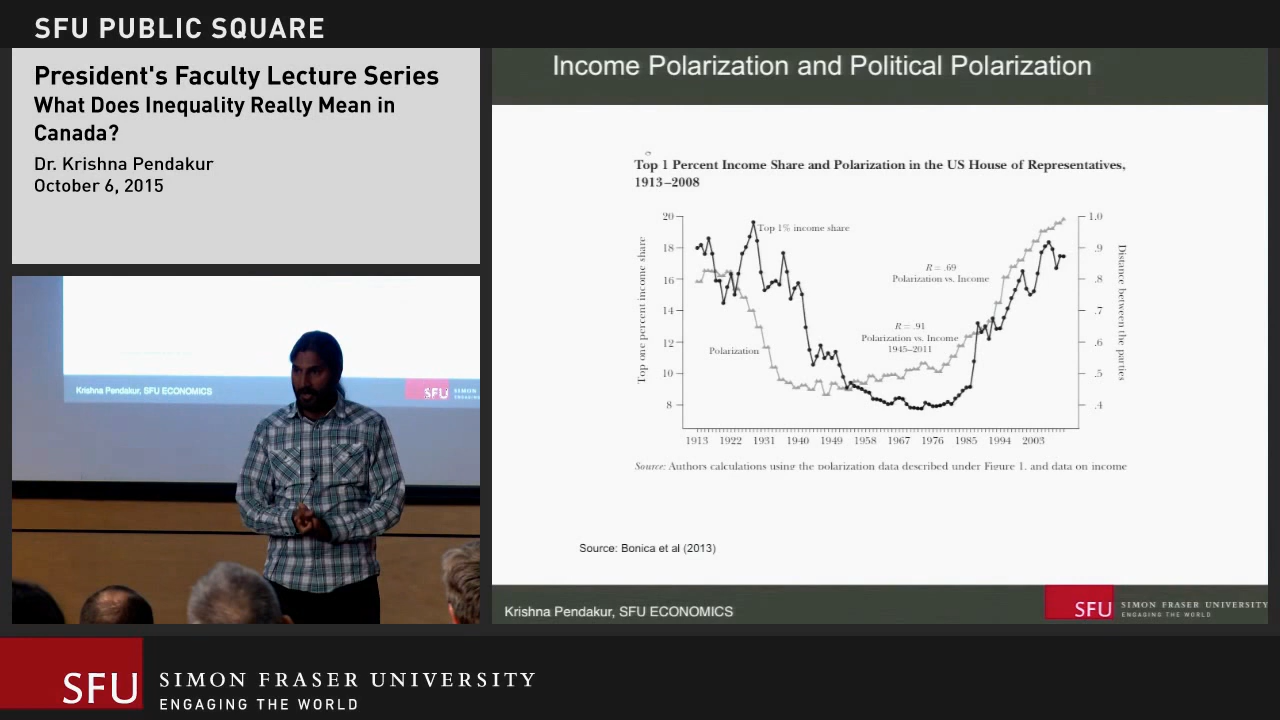 SFU PUBLIC SQUARE
President's Faculty Lecture Series
What Does Inequality Really Mean in
Canada?
Dr. Krishna Pendakur
October 6, 2015
Krishna Pendakur, SFU ECONOMICS
SFU
SIMON
ENGAGING
Income Polarization and Political Polarization
Top 1 Percent Income Share and Polarization in the US House of Representatives,
1913–2008
Top one percent income share
20
18
16
14
12
10
8
Top 1% income share
R = .69
Polarization vs. Income
R = .91
Polarization vs. Income
1945–2011
Polarization
1.0
.9
.8
.7
.6
.5
.4
Distance between the parties
1913 1922 1931 1940 1949 1958 1967 1976 1985 1994 2003
Source: Authors calculations using the polarization data described under Figure 1, and data on income
Source: Bonica et al (2013)
Krishna Pendakur, SFU ECONOMICS
SFU
SIMON FRASER UNIVERSITY
ENGAGING THE WORLD
SFU
SIMON FRASER UNIVERSITY
ENGAGING THE WORLD